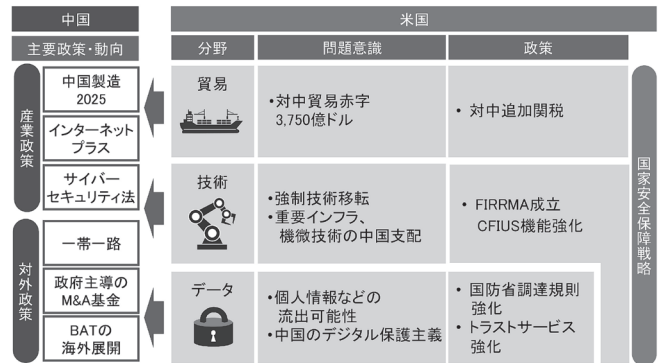 中国
米国
主要政策・動向
分野
問題意識
政策
産業政策
中国製造
2025
インターネット
プラス
サイバー
セキュリティ法
対外政策
一帯一路
政府主導の
M&A基金
BATの
海外展開
貿易
・対中貿易赤字
3,750億ドル
・対中追加関税
技術
・強制技術移転
・重要インフラ、
機微技術の中国支配
・FIRRMA成立
CFIUS機能強化
データ
・個人情報などの
流出可能性
・中国のデジタル保護主義
・国防省調達規則
強化
・トラストサービス
強化
国家安全保障戦略